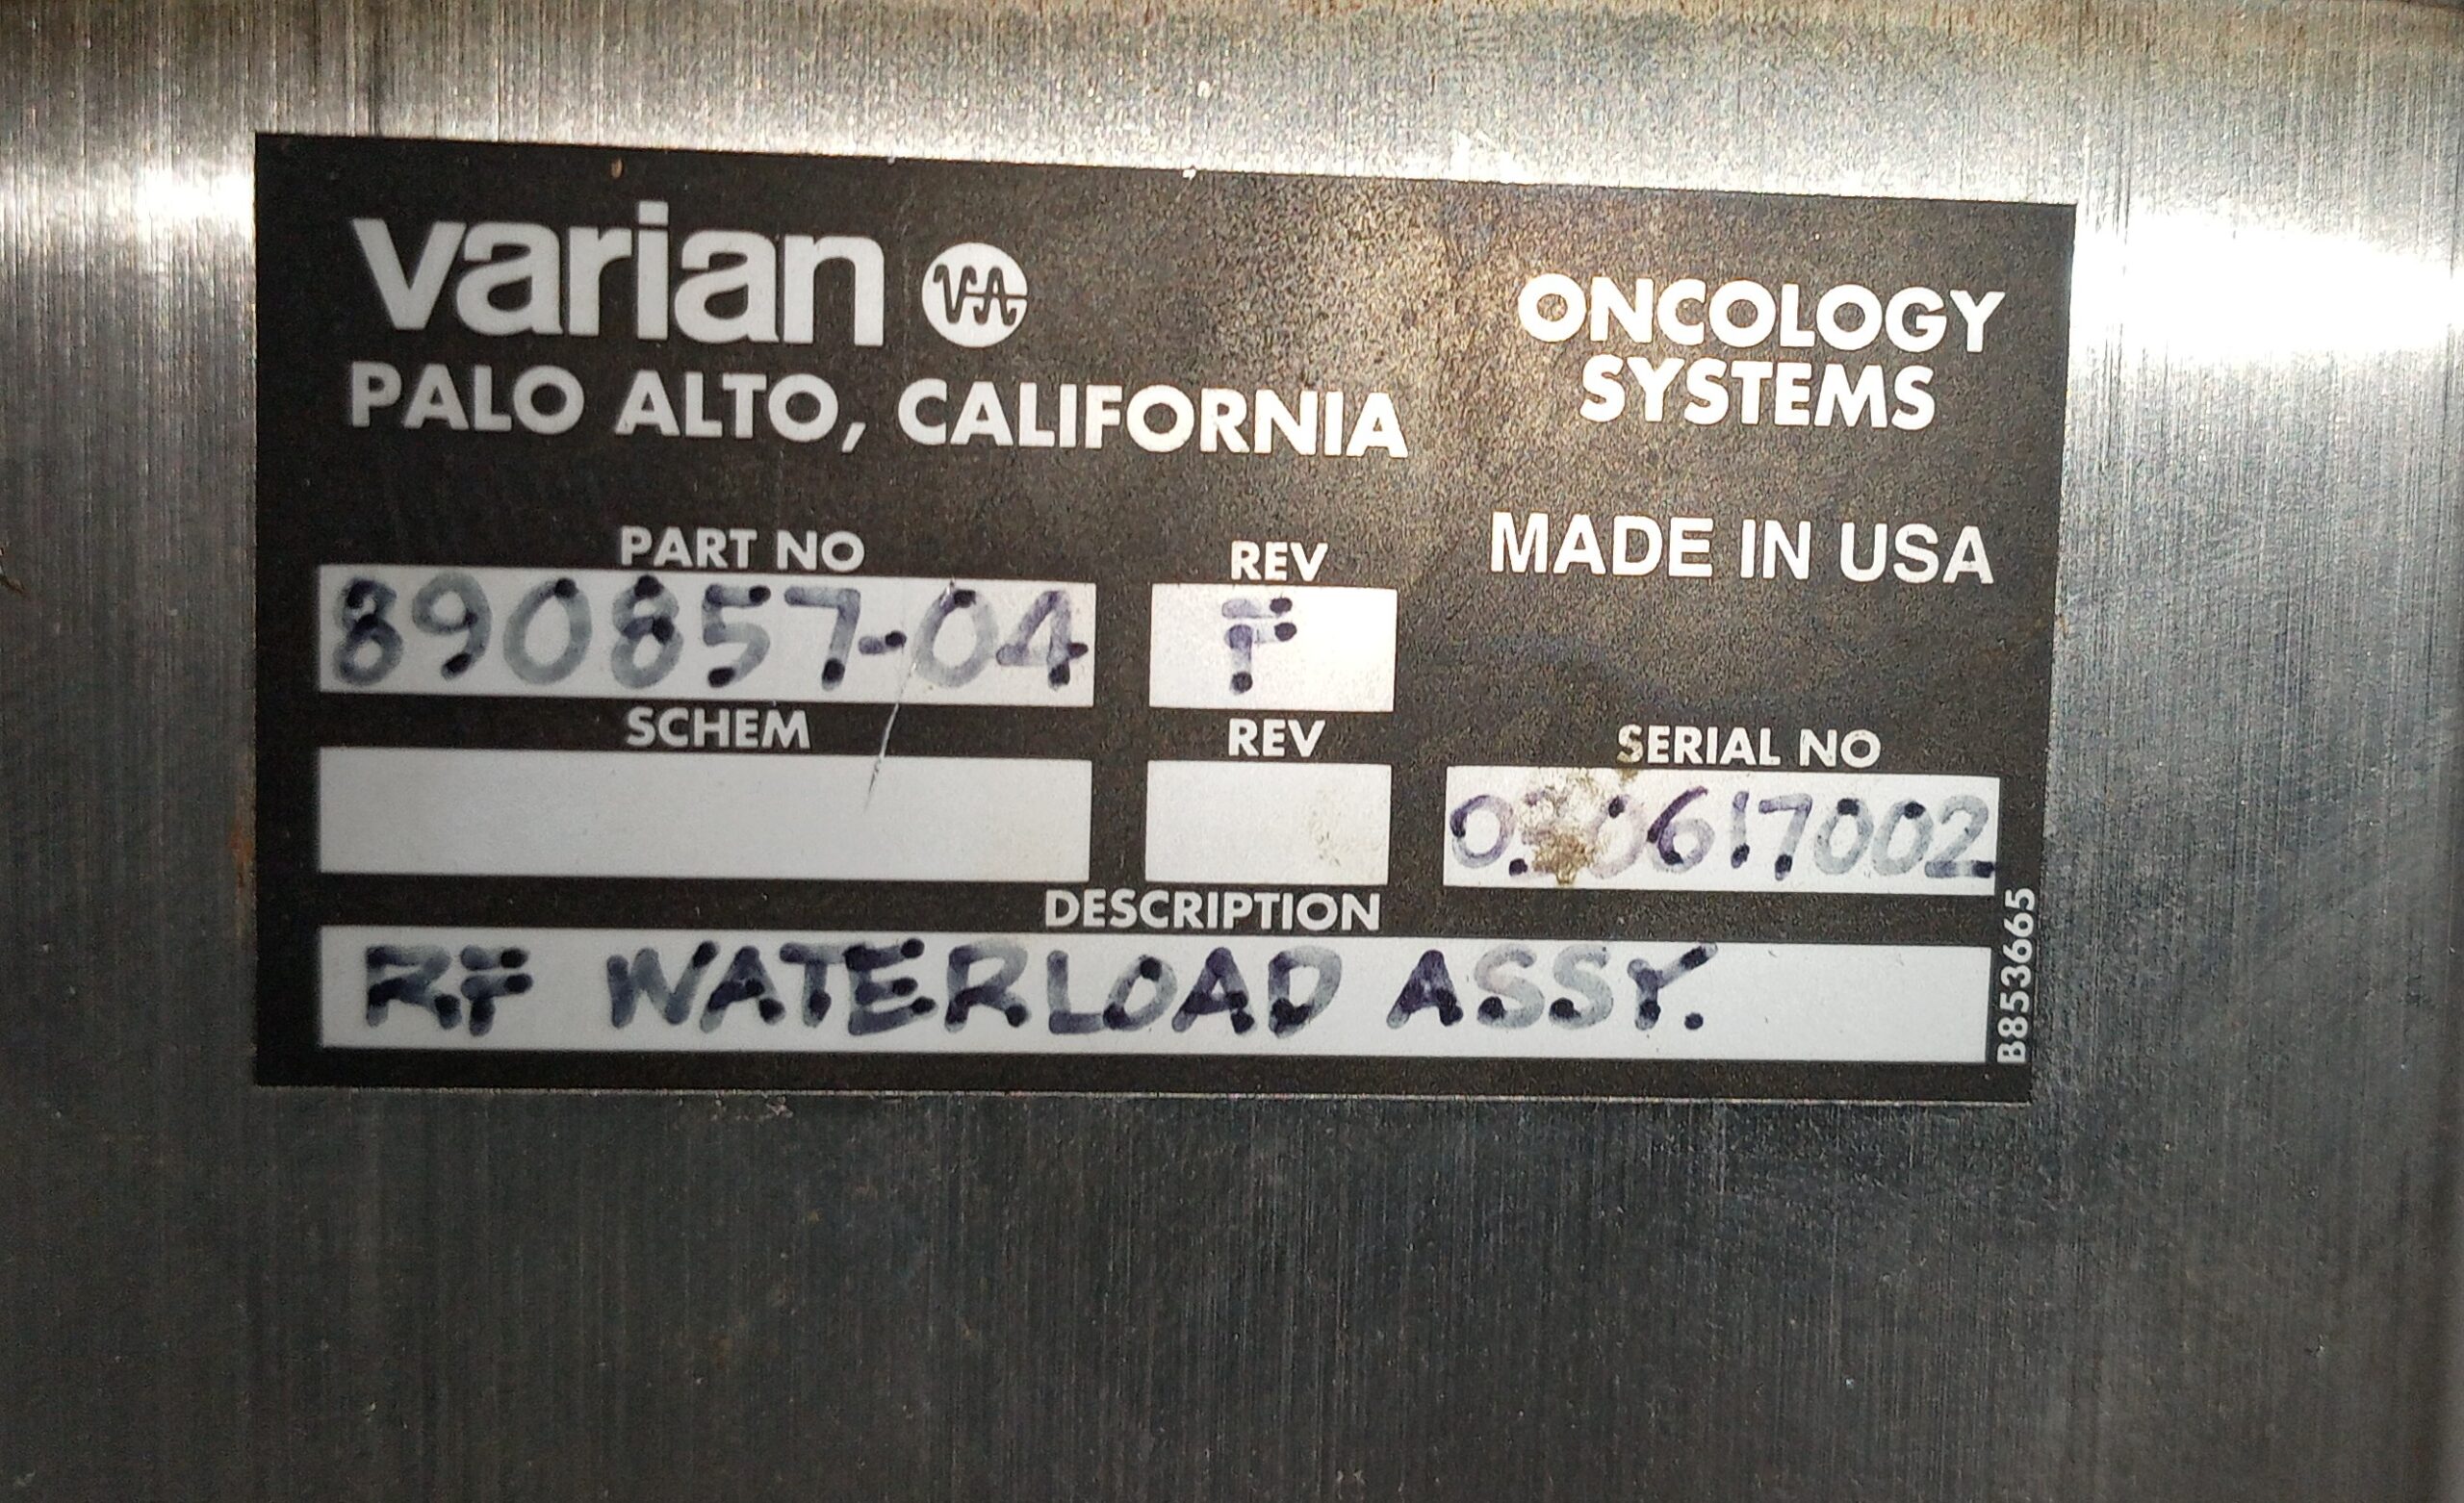 varian
PALO ALTO, CALIFORNIA
ONCOLOGY
SYSTEMS
MADE IN USA
PART NO
REV
890857-04
F
SCHEM
REV
SERIAL NO
DESCRIPTION
RF WATERLOAD ASSY.
B853665